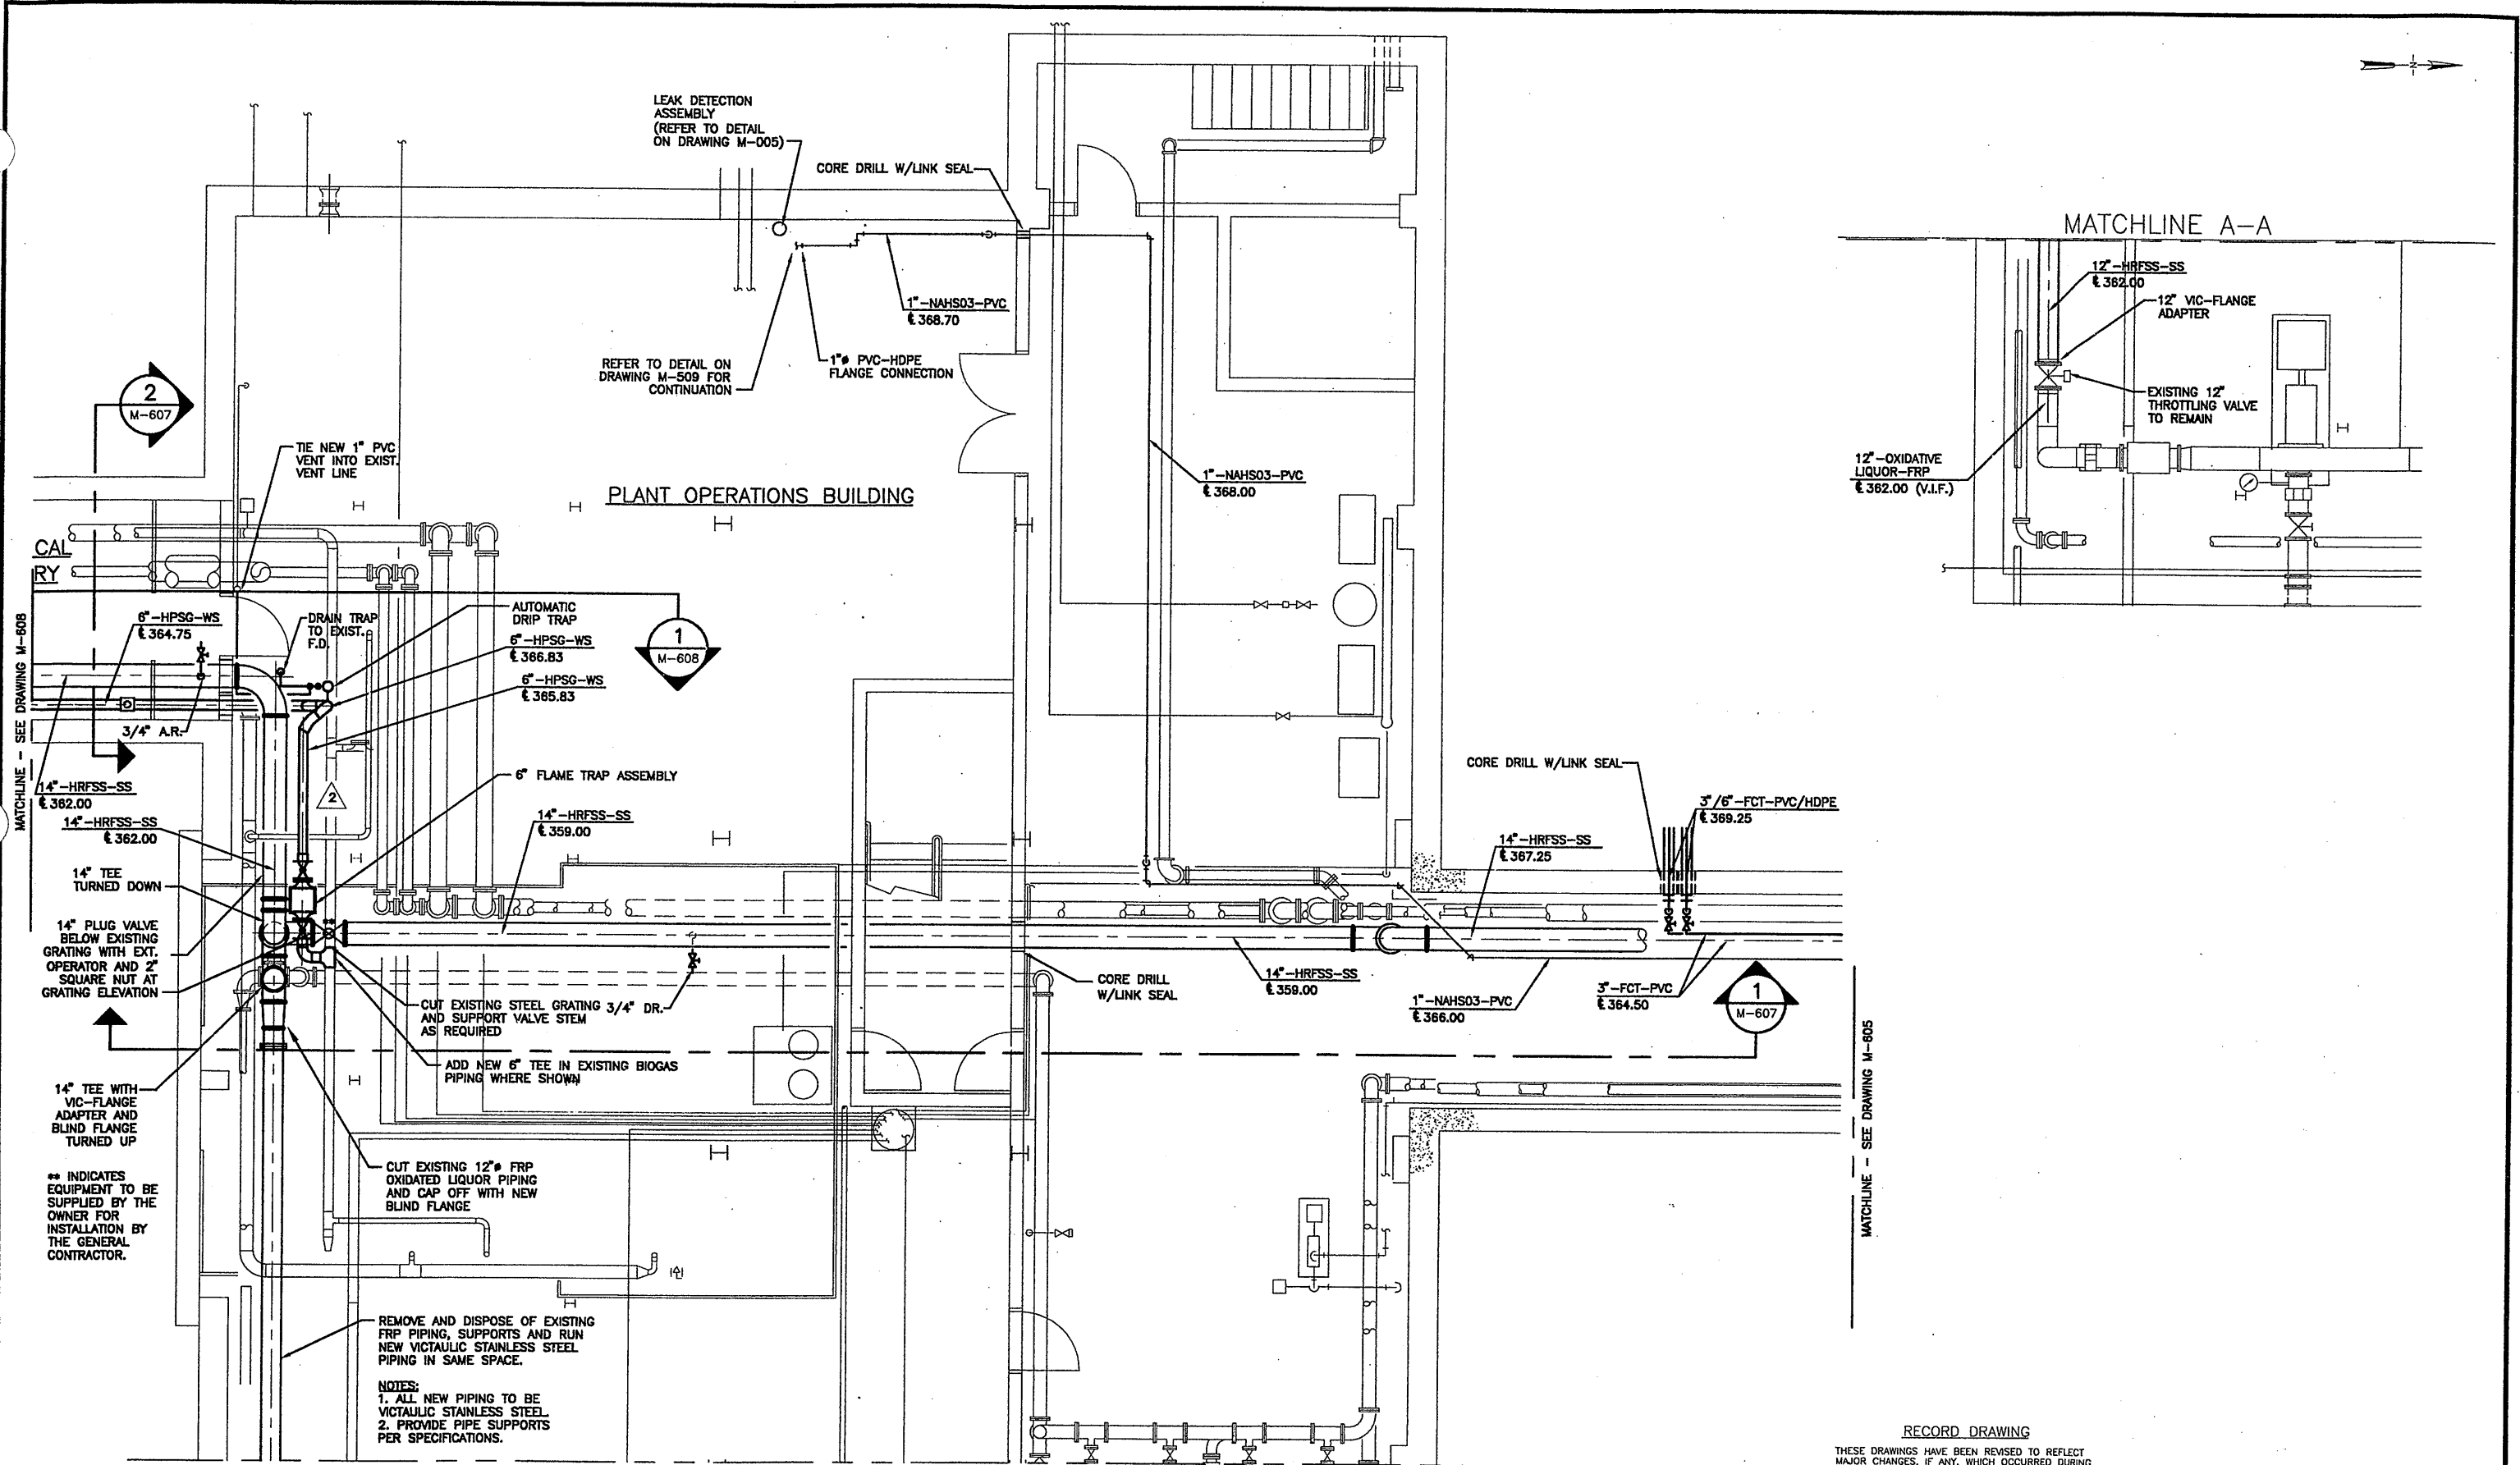 LEAK DETECTION
ASSEMBLY
(REFER TO DETAIL
ON DRAWING M-005)
CORE DRILL W/LINK SEAL
N
MATCHLINE A-A
12"-HRFSS-SS
℄ 362.00
12" VIC-FLANGE
ADAPTER
EXISTING 12"
THROTTLING VALVE
TO REMAIN
12"-OXIDATIVE
LIQUOR-FRP
℄ 362.00 (V.I.F.)
1"-NAHS03-PVC
℄ 368.70
REFER TO DETAIL ON
DRAWING M-509 FOR
CONTINUATION
1"ø PVC-HDPE
FLANGE CONNECTION
2
M-607
TIE NEW 1" PVC
VENT INTO EXIST.
VENT LINE
PLANT OPERATIONS BUILDING
1"-NAHS03-PVC
℄ 368.00
CAL
RY
MATCHLINE - SEE DRAWING M-608
6"-HPSG-WS
℄ 364.75
DRAIN TRAP
TO EXIST.
F.D.
AUTOMATIC
DRIP TRAP
6"-HPSG-WS
℄ 366.83
6"-HPSG-WS
℄ 365.83
1
M-608
3/4" A.R.
14"-HRFSS-SS
℄ 362.00
14"-HRFSS-SS
℄ 362.00
2
6" FLAME TRAP ASSEMBLY
14"-HRFSS-SS
℄ 359.00
CORE DRILL W/LINK SEAL
3"/6"-FCT-PVC/HDPE
℄ 369.25
14"-HRFSS-SS
℄ 367.25
14" TEE
TURNED DOWN
14" PLUG VALVE
BELOW EXISTING
GRATING WITH EXT.
OPERATOR AND 2"
SQUARE NUT AT
GRATING ELEVATION
**
CUT EXISTING STEEL GRATING
AND SUPPORT VALVE STEM
AS REQUIRED
3/4" DR.
CORE DRILL
W/LINK SEAL
14"-HRFSS-SS
℄ 359.00
1"-NAHS03-PVC
℄ 366.00
3"-FCT-PVC
℄ 364.50
1
M-607
ADD NEW 6" TEE IN EXISTING BIOGAS
PIPING WHERE SHOWN
14" TEE WITH
VIC-FLANGE
ADAPTER AND
BLIND FLANGE
TURNED UP
MATCHLINE - SEE DRAWING M-605
** INDICATES
EQUIPMENT TO BE
SUPPLIED BY THE
OWNER FOR
INSTALLATION BY
THE GENERAL
CONTRACTOR.
CUT EXISTING 12"ø FRP
OXIDATED LIQUOR PIPING
AND CAP OFF WITH NEW
BLIND FLANGE
REMOVE AND DISPOSE OF EXISTING
FRP PIPING, SUPPORTS AND RUN
NEW VICTAULIC STAINLESS STEEL
PIPING IN SAME SPACE.
NOTES:
1. ALL NEW PIPING TO BE
VICTAULIC STAINLESS STEEL.
2. PROVIDE PIPE SUPPORTS
PER SPECIFICATIONS.
RECORD DRAWING
THESE DRAWINGS HAVE BEEN REVISED TO REFLECT
MAJOR CHANGES, IF ANY, WHICH OCCURRED DURING